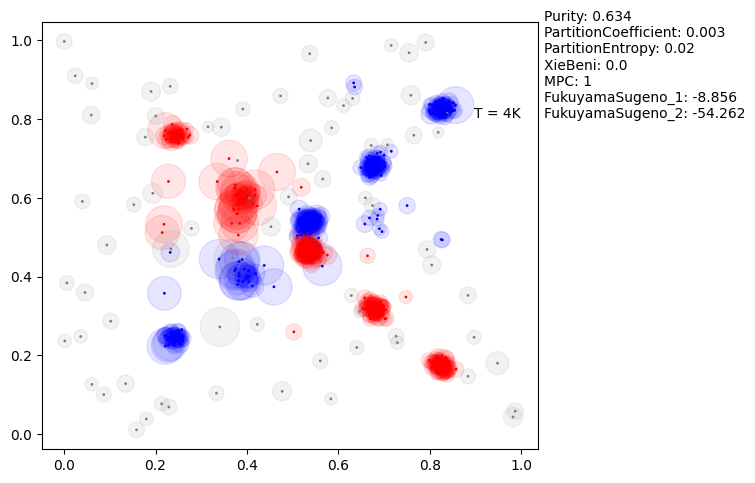 Purity: 0.634
PartitionCoefficient: 0.003
PartitionEntropy: 0.02
XieBeni: 0.0
MPC: 1
FukuyamaSugeno_1: -8.856
FukuyamaSugeno_2: -54.262
T = 4K
1.0
0.8
0.6
0.4
0.2
0.0
0.0 0.2 0.4 0.6 0.8 1.0